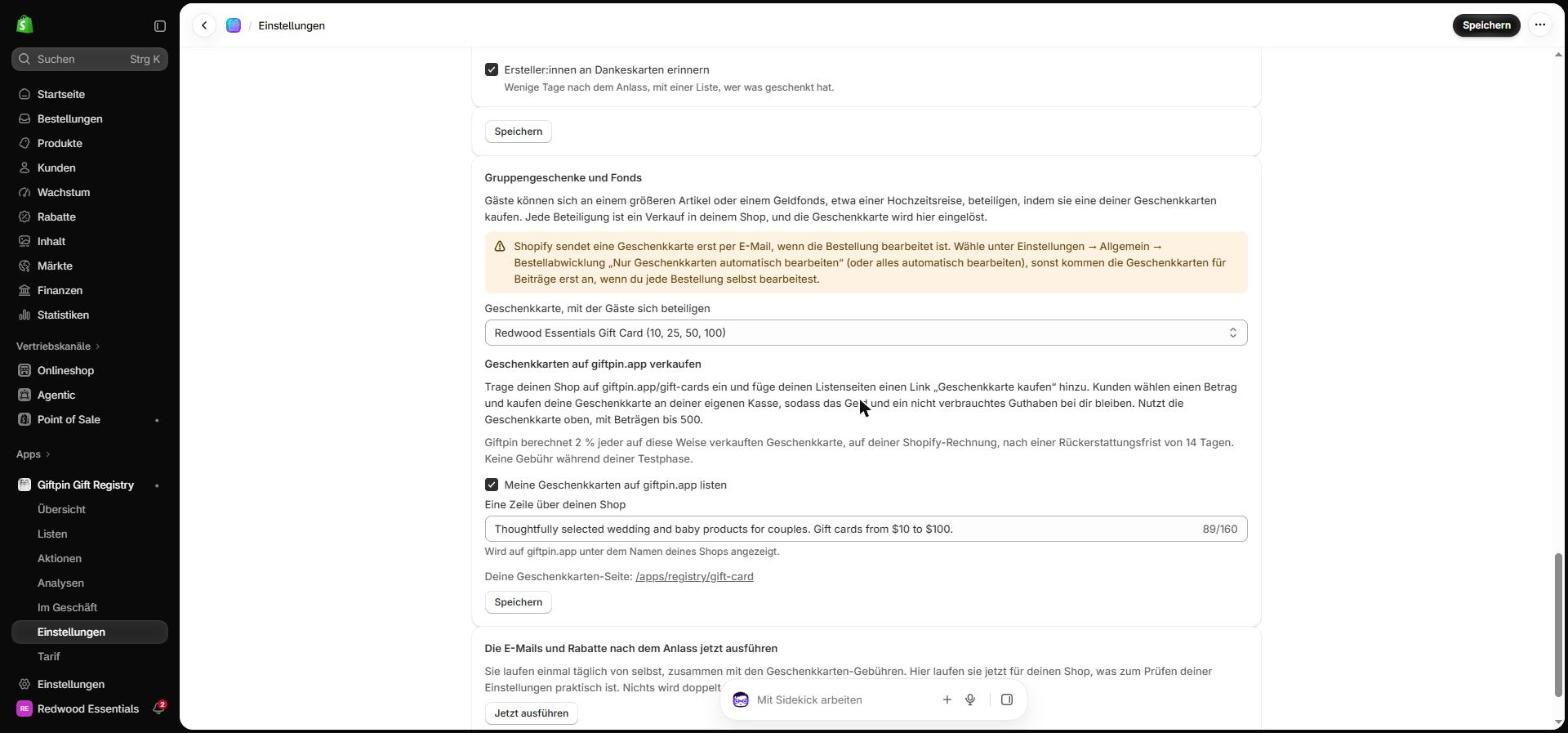 Einstellungen
Speichern
Suchen
Strg K
Startseite
Bestellungen
Produkte
Kunden
Wachstum
Rabatte
Inhalt
Märkte
Finanzen
Statistiken
Vertriebskanäle
Onlineshop
Agentic
Point of Sale
Apps
Giftpin Gift Registry
Übersicht
Listen
Aktionen
Analysen
Im Geschäft
Einstellungen
Tarif
Einstellungen
RE
Redwood Essentials
2
Ersteller:innen an Dankeskarten erinnern
Wenige Tage nach dem Anlass, mit einer Liste, wer was geschenkt hat.
Speichern
Gruppengeschenke und Fonds
Gäste können sich an einem größeren Artikel oder einem Geldfonds, etwa einer Hochzeitsreise, beteiligen, indem sie eine deiner Geschenkkarten
kaufen. Jede Beteiligung ist ein Verkauf in deinem Shop, und die Geschenkkarte wird hier eingelöst.
Shopify sendet eine Geschenkkarte erst per E-Mail, wenn die Bestellung bearbeitet ist. Wähle unter Einstellungen → Allgemein →
Bestellabwicklung „Nur Geschenkkarten automatisch bearbeiten“ (oder alles automatisch bearbeiten), sonst kommen die Geschenkkarten für
Beiträge erst an, wenn du jede Bestellung selbst bearbeitest.
Geschenkkarte, mit der Gäste sich beteiligen
Redwood Essentials Gift Card (10, 25, 50, 100)
Geschenkkarten auf giftpin.app verkaufen
Trage deinen Shop auf giftpin.app/gift-cards ein und füge deinen Listenseiten einen Link „Geschenkkarte kaufen“ hinzu. Kunden wählen einen Betrag
und kaufen deine Geschenkkarte an deiner eigenen Kasse, sodass das Geld und ein nicht verbrauchtes Guthaben bei dir bleiben. Nutzt die
Geschenkkarte oben, mit Beträgen bis 500.
Giftpin berechnet 2 % jeder auf diese Weise verkauften Geschenkkarte, auf deiner Shopify-Rechnung, nach einer Rückerstattungsfrist von 14 Tagen.
Keine Gebühr während deiner Testphase.
Meine Geschenkkarten auf giftpin.app listen
Eine Zeile über deinen Shop
Thoughtfully selected wedding and baby products for couples. Gift cards from $10 to $100.
89/160
Wird auf giftpin.app unter dem Namen deines Shops angezeigt.
Deine Geschenkkarten-Seite: /apps/registry/gift-card
Speichern
Die E-Mails und Rabatte nach dem Anlass jetzt ausführen
Sie laufen einmal täglich von selbst, zusammen mit den Geschenkkarten-Gebühren. Hier laufen sie jetzt für deinen Shop, was zum Prüfen deiner
Einstellungen praktisch ist. Nichts wird doppelt
Jetzt ausführen
Mit Sidekick arbeiten